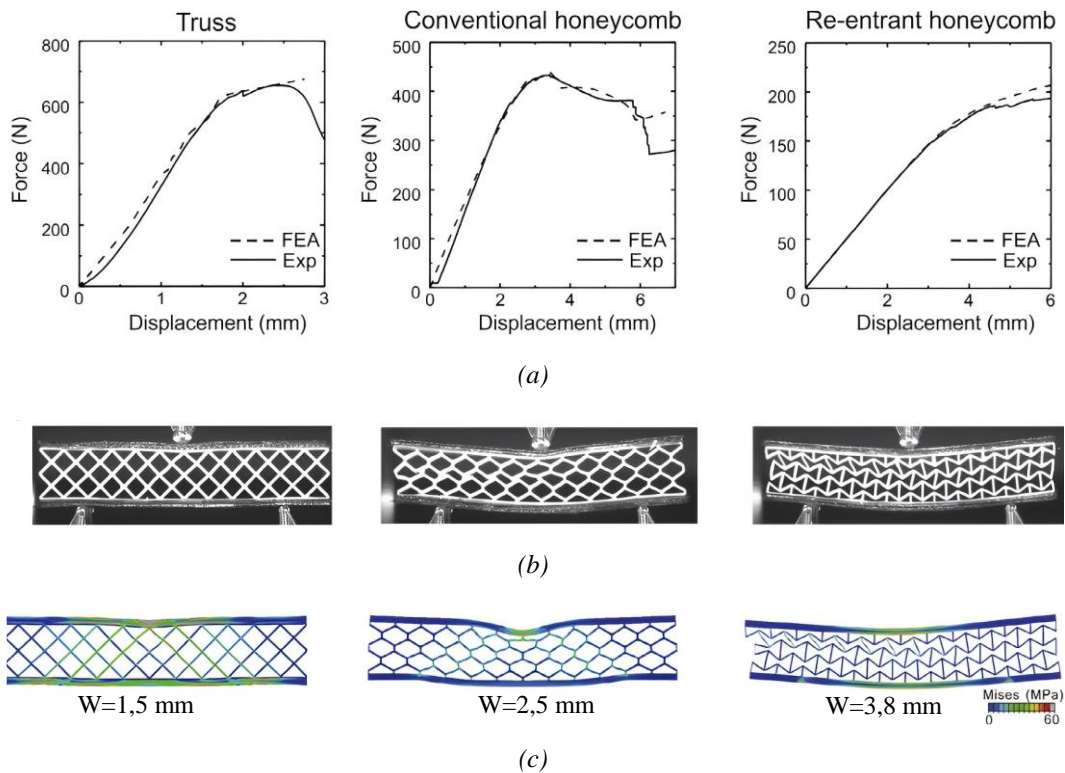 Truss
Conventional honeycomb
Re-entrant honeycomb
800
600
400
200
0
Force (N)
0 1 2 3
Displacement (mm)
FEA
Exp
500
400
300
200
100
0
Force (N)
0 2 4 6
Displacement (mm)
FEA
Exp
250
200
150
100
50
0
Force (N)
0 1 2 3 4 5 6
Displacement (mm)
FEA
Exp
(a)
(b)
W=1,5 mm
W=2,5 mm
W=3,8 mm
Mises (MPa)
0 60
(c)